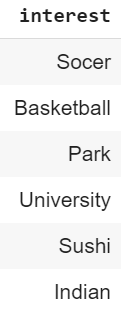 interest
Socer
Basketball
Park
University
Sushi
Indian